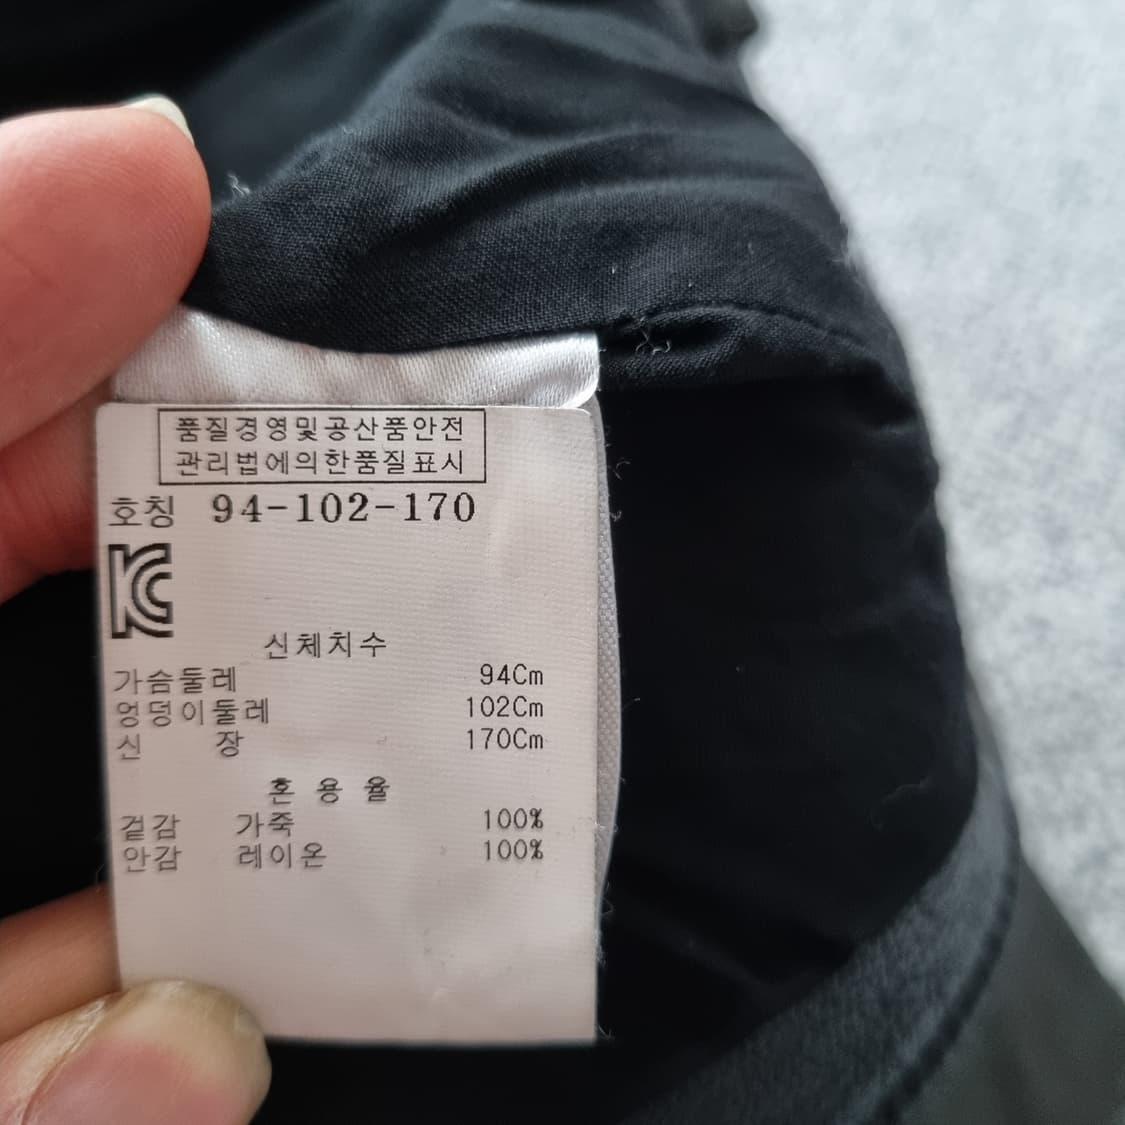 품질경영및공산품안전
관리법에의한품질표시
호칭 94-102-170
KC
신체치수
가슴둘레 94Cm
엉덩이둘레 102Cm
신 장 170Cm
혼 용 율
겉감 가죽 100%
안감 레이온 100%